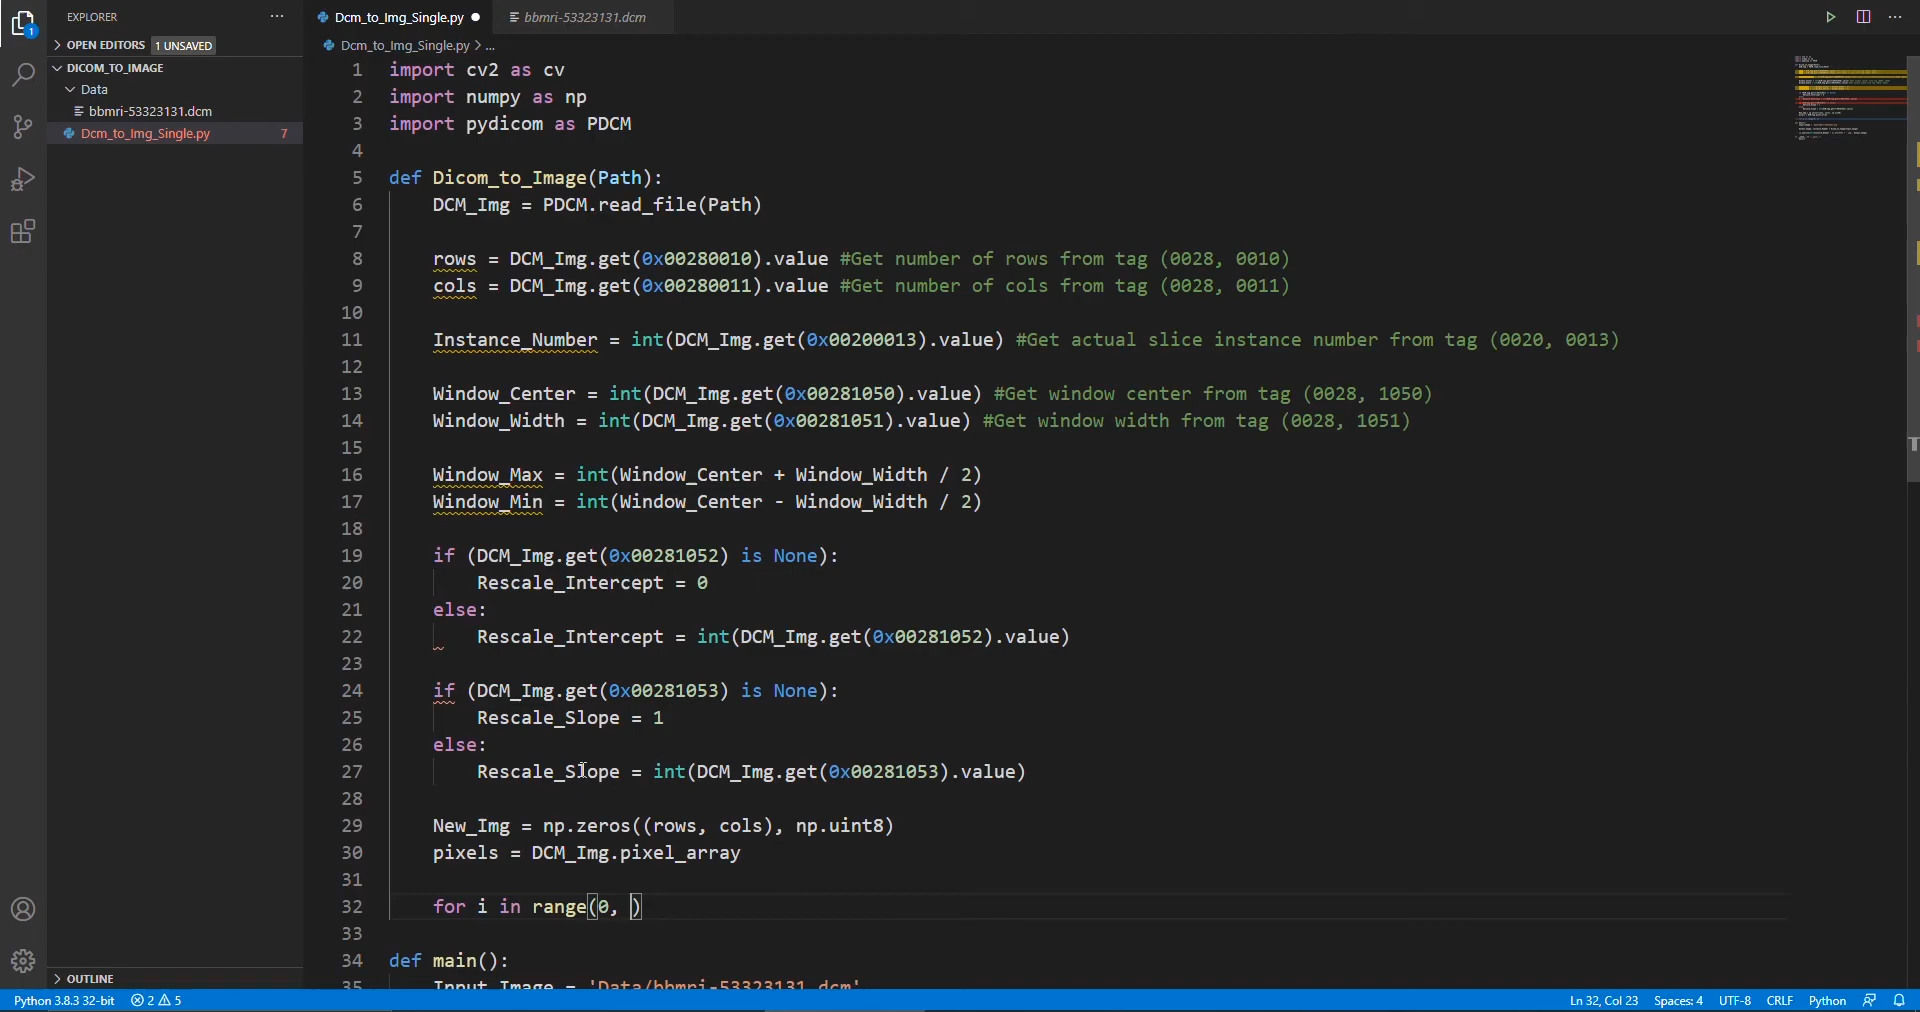 EXPLORER
Dcm_to_Img_Single.py
bbmri-53323131.dcm
1
OPEN EDITORS 1 UNSAVED
Dcm_to_Img_Single.py > ...
DICOM_TO_IMAGE
Data
bbmri-53323131.dcm
Dcm_to_Img_Single.py 7
1 import cv2 as cv
2 import numpy as np
3 import pydicom as PDCM
4
5 def Dicom_to_Image(Path):
6 DCM_Img = PDCM.read_file(Path)
7
8 rows = DCM_Img.get(0x00280010).value #Get number of rows from tag (0028, 0010)
9 cols = DCM_Img.get(0x00280011).value #Get number of cols from tag (0028, 0011)
10
11 Instance_Number = int(DCM_Img.get(0x00200013).value) #Get actual slice instance number from tag (0020, 0013)
12
13 Window_Center = int(DCM_Img.get(0x00281050).value) #Get window center from tag (0028, 1050)
14 Window_Width = int(DCM_Img.get(0x00281051).value) #Get window width from tag (0028, 1051)
15
16 Window_Max = int(Window_Center + Window_Width / 2)
17 Window_Min = int(Window_Center - Window_Width / 2)
18
19 if (DCM_Img.get(0x00281052) is None):
20 Rescale_Intercept = 0
21 else:
22 Rescale_Intercept = int(DCM_Img.get(0x00281052).value)
23
24 if (DCM_Img.get(0x00281053) is None):
25 Rescale_Slope = 1
26 else:
27 Rescale_Slope = int(DCM_Img.get(0x00281053).value)
28
29 New_Img = np.zeros((rows, cols), np.uint8)
30 pixels = DCM_Img.pixel_array
31
32 for i in range(0, )
33
34 def main():
35 Input_Image = 'Data/bbmri-53323131.dcm'
OUTLINE
Python 3.8.3 32-bit 2 5
Ln 32, Col 23 Spaces: 4 UTF-8 CRLF Python